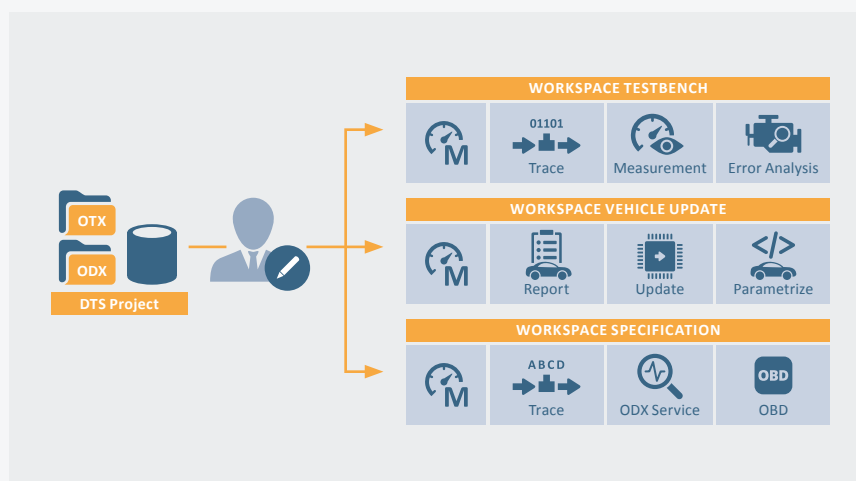 OTX
ODX
DTS Project
WORKSPACE TESTBENCH
M
01101
Trace
Measurement
Error Analysis
WORKSPACE VEHICLE UPDATE
M
Report
Update
</>
Parametrize
WORKSPACE SPECIFICATION
M
ABCD
Trace
ODX Service
OBD
OBD